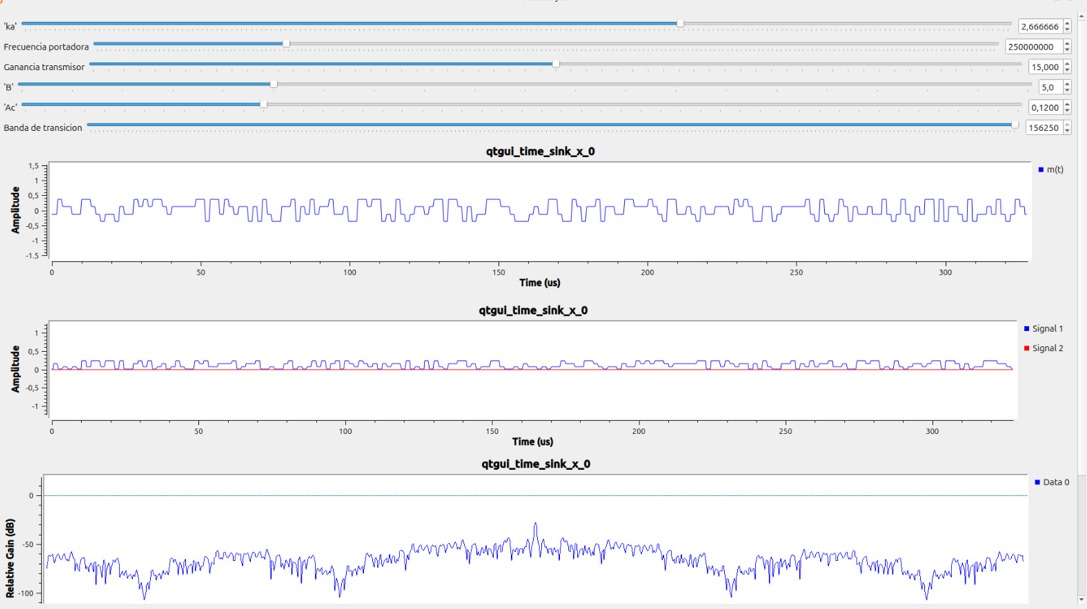 'ka' 2,666666
Frecuencia portadora 250000000
Ganancia transmisor 15,000
'B' 5,0
'Ac' 0,1200
Banda de transicion 156250
qtgui_time_sink_x_0
m(t)
Amplitude
1,5
1
0,5
0
-0,5
-1
-1,5
0 50 100 150 200 250 300
Time (us)
qtgui_time_sink_x_0
Signal 1
Signal 2
Amplitude
1
0,5
0
-0,5
-1
0 50 100 150 200 250 300
Time (us)
qtgui_time_sink_x_0
Data 0
Relative Gain (dB)
0
-50
-100